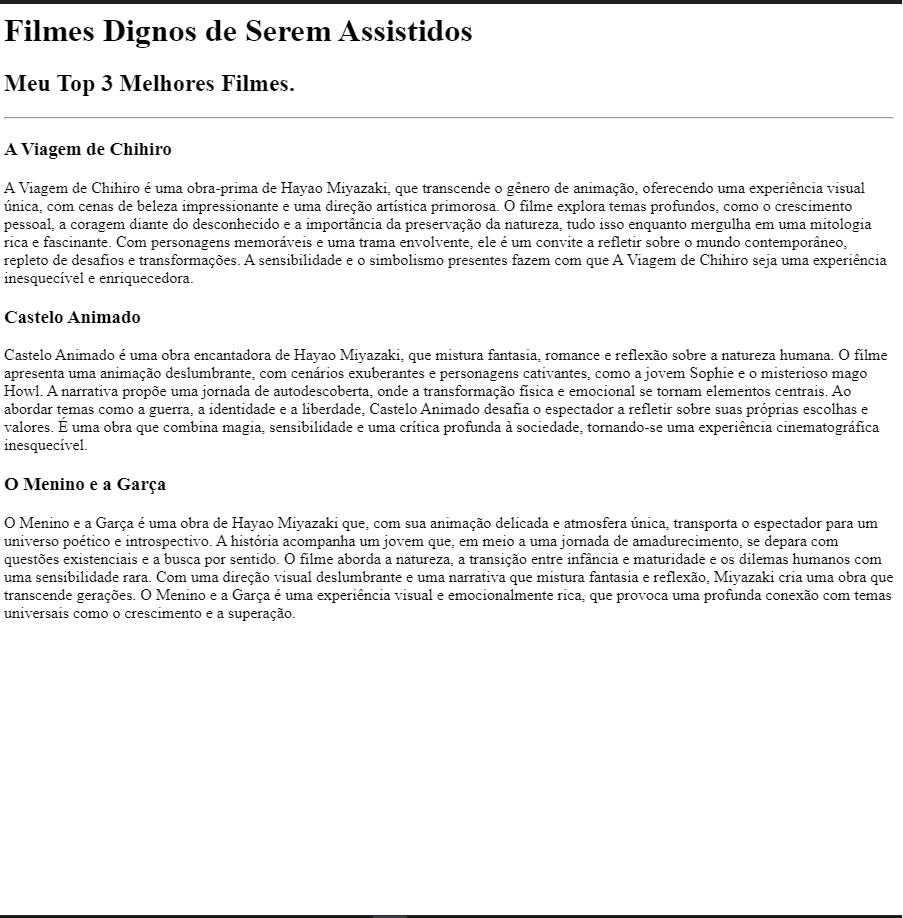 Filmes Dignos de Serem Assistidos
Meu Top 3 Melhores Filmes.
A Viagem de Chihiro
A Viagem de Chihiro é uma obra-prima de Hayao Miyazaki, que transcende o gênero de animação, oferecendo uma experiência visual
única, com cenas de beleza impressionante e uma direção artística primorosa. O filme explora temas profundos, como o crescimento
pessoal, a coragem diante do desconhecido e a importância da preservação da natureza, tudo isso enquanto mergulha em uma mitologia
rica e fascinante. Com personagens memoráveis e uma trama envolvente, ele é um convite a refletir sobre o mundo contemporâneo,
repleto de desafios e transformações. A sensibilidade e o simbolismo presentes fazem com que A Viagem de Chihiro seja uma experiência
inesquecível e enriquecedora.
Castelo Animado
Castelo Animado é uma obra encantadora de Hayao Miyazaki, que mistura fantasia, romance e reflexão sobre a natureza humana. O filme
apresenta uma animação deslumbrante, com cenários exuberantes e personagens cativantes, como a jovem Sophie e o misterioso mago
Howl. A narrativa propõe uma jornada de autodescoberta, onde a transformação física e emocional se tornam elementos centrais. Ao
abordar temas como a guerra, a identidade e a liberdade, Castelo Animado desafia o espectador a refletir sobre suas próprias escolhas e
valores. É uma obra que combina magia, sensibilidade e uma crítica profunda à sociedade, tornando-se uma experiência cinematográfica
inesquecível.
O Menino e a Garça
O Menino e a Garça é uma obra de Hayao Miyazaki que, com sua animação delicada e atmosfera única, transporta o espectador para um
universo poético e introspectivo. A história acompanha um jovem que, em meio a uma jornada de amadurecimento, se depara com
questões existenciais e a busca por sentido. O filme aborda a natureza, a transição entre infância e maturidade e os dilemas humanos com
uma sensibilidade rara. Com uma direção visual deslumbrante e uma narrativa que mistura fantasia e reflexão, Miyazaki cria uma obra que
transcende gerações. O Menino e a Garça é uma experiência visual e emocionalmente rica, que provoca uma profunda conexão com temas
universais como o crescimento e a superação.